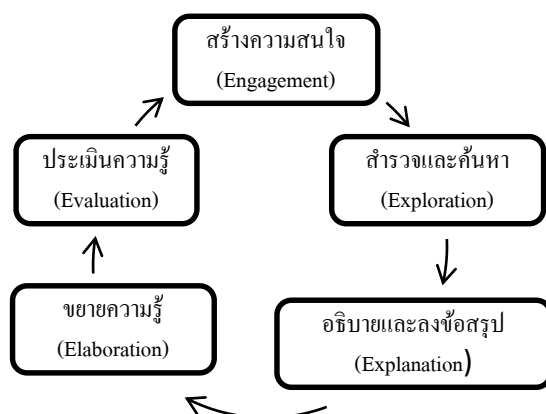 สร้างความสนใจ
(Engagement)
สำรวจและค้นหา
(Exploration)
อธิบายและลงข้อสรุป
(Explanation)
ขยายความรู้
(Elaboration)
ประเมินความรู้
(Evaluation)